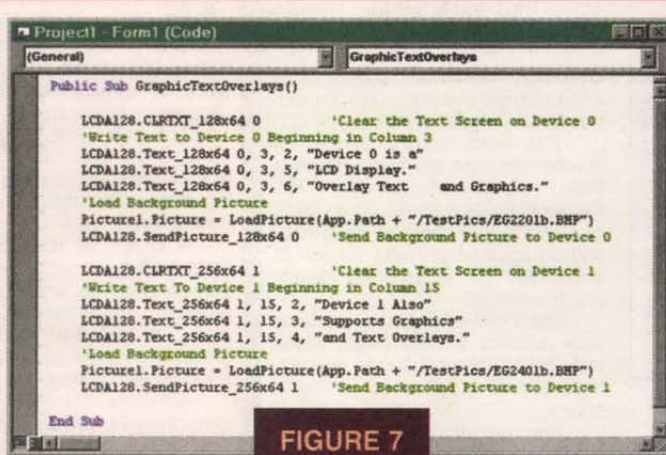 Project1 - Form1 (Code)
(General) GraphicTextOverlays
Public Sub GraphicTextOverlays()
LCDA128.CLRTXT_128x64 0 'Clear the Text Screen on Device 0
'Write Text to Device 0 Beginning in Column 3
LCDA128.Text_128x64 0, 3, 2, "Device 0 is a"
LCDA128.Text_128x64 0, 3, 5, "LCD Display."
LCDA128.Text_128x64 0, 3, 6, "Overlay Text and Graphics."
'Load Background Picture
Picture1.Picture = LoadPicture(App.Path + "/TestPics/EG2201b.BMP")
LCDA128.SendPicture_128x64 0 'Send Background Picture to Device 0
LCDA128.CLRTXT_256x64 1 'Clear the Text Screen on Device 1
'Write Text To Device 1 Beginning in Column 15
LCDA128.Text_256x64 1, 15, 2, "Device 1 Also"
LCDA128.Text_256x64 1, 15, 3, "Supports Graphics"
LCDA128.Text_256x64 1, 15, 4, "and Text Overlays."
'Load Background Picture
Picture1.Picture = LoadPicture(App.Path + "/TestPics/EG2401b.BMP")
LCDA128.SendPicture_256x64 1 'Send Background Picture to Device 1
End Sub
FIGURE 7